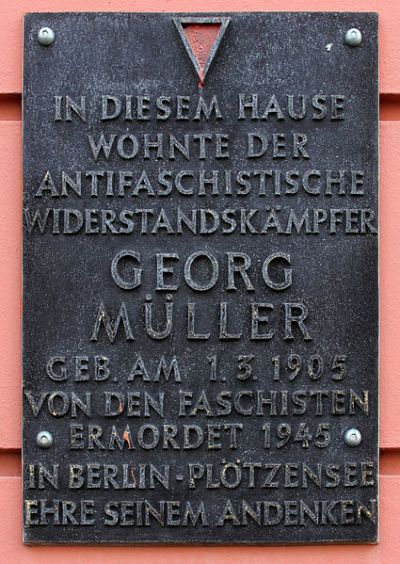 IN DIESEM HAUSE
WOHNTE DER
ANTIFASCHISTISCHE
WIDERSTANDSKÄMPFER
GEORG
MÜLLER
GEB. AM 1.3.1905
VON DEN FASCHISTEN
ERMORDET 1945
IN BERLIN-PLÖTZENSEE
EHRE SEINEM ANDENKEN